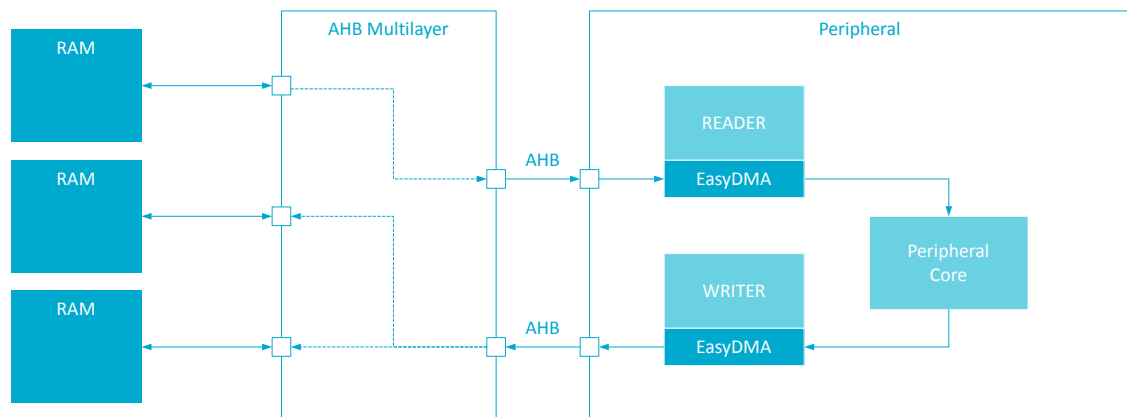 AHB Multilayer
Peripheral
RAM
READER
EasyDMA
AHB
RAM
Peripheral
Core
WRITER
EasyDMA
AHB
RAM